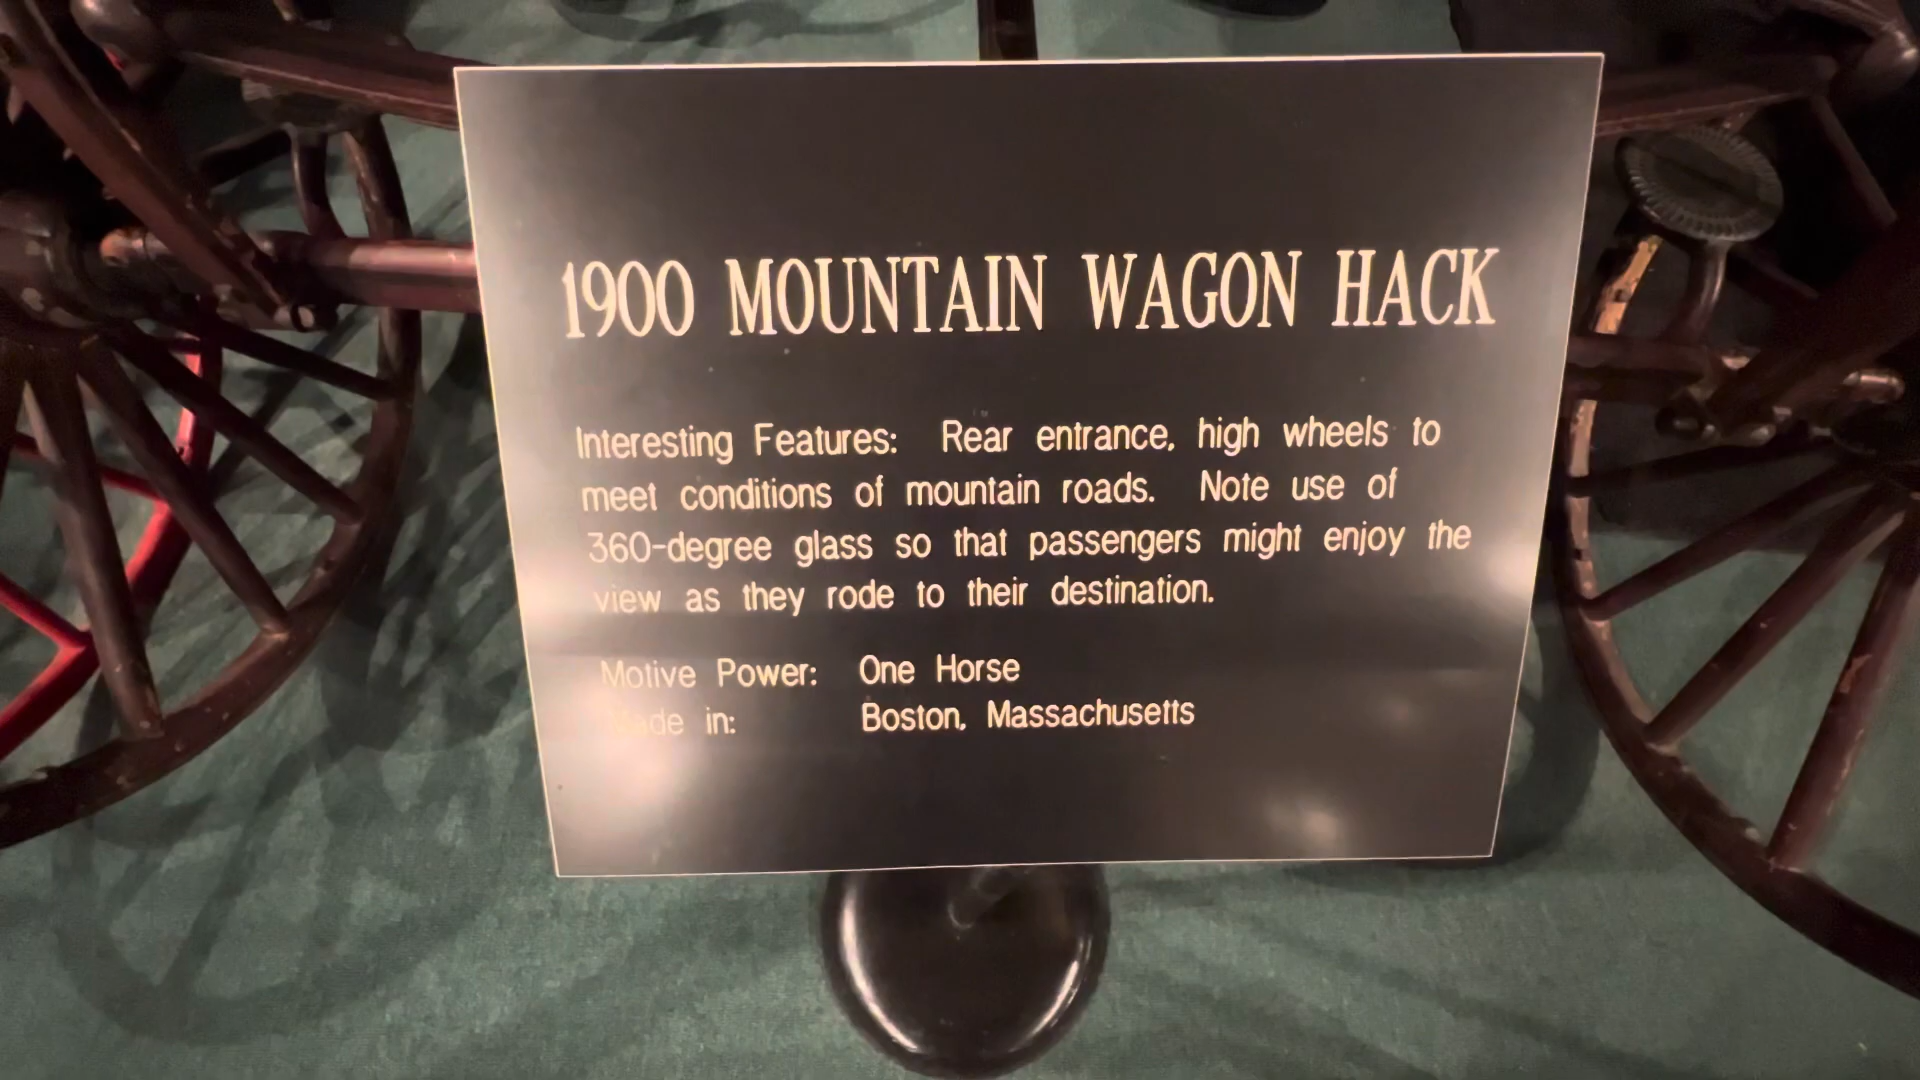 1900 MOUNTAIN WAGON HACK
Interesting Features: Rear entrance, high wheels to
meet conditions of mountain roads. Note use of
360-degree glass so that passengers might enjoy the
view as they rode to their destination.
Motive Power: One Horse
Made in: Boston, Massachusetts